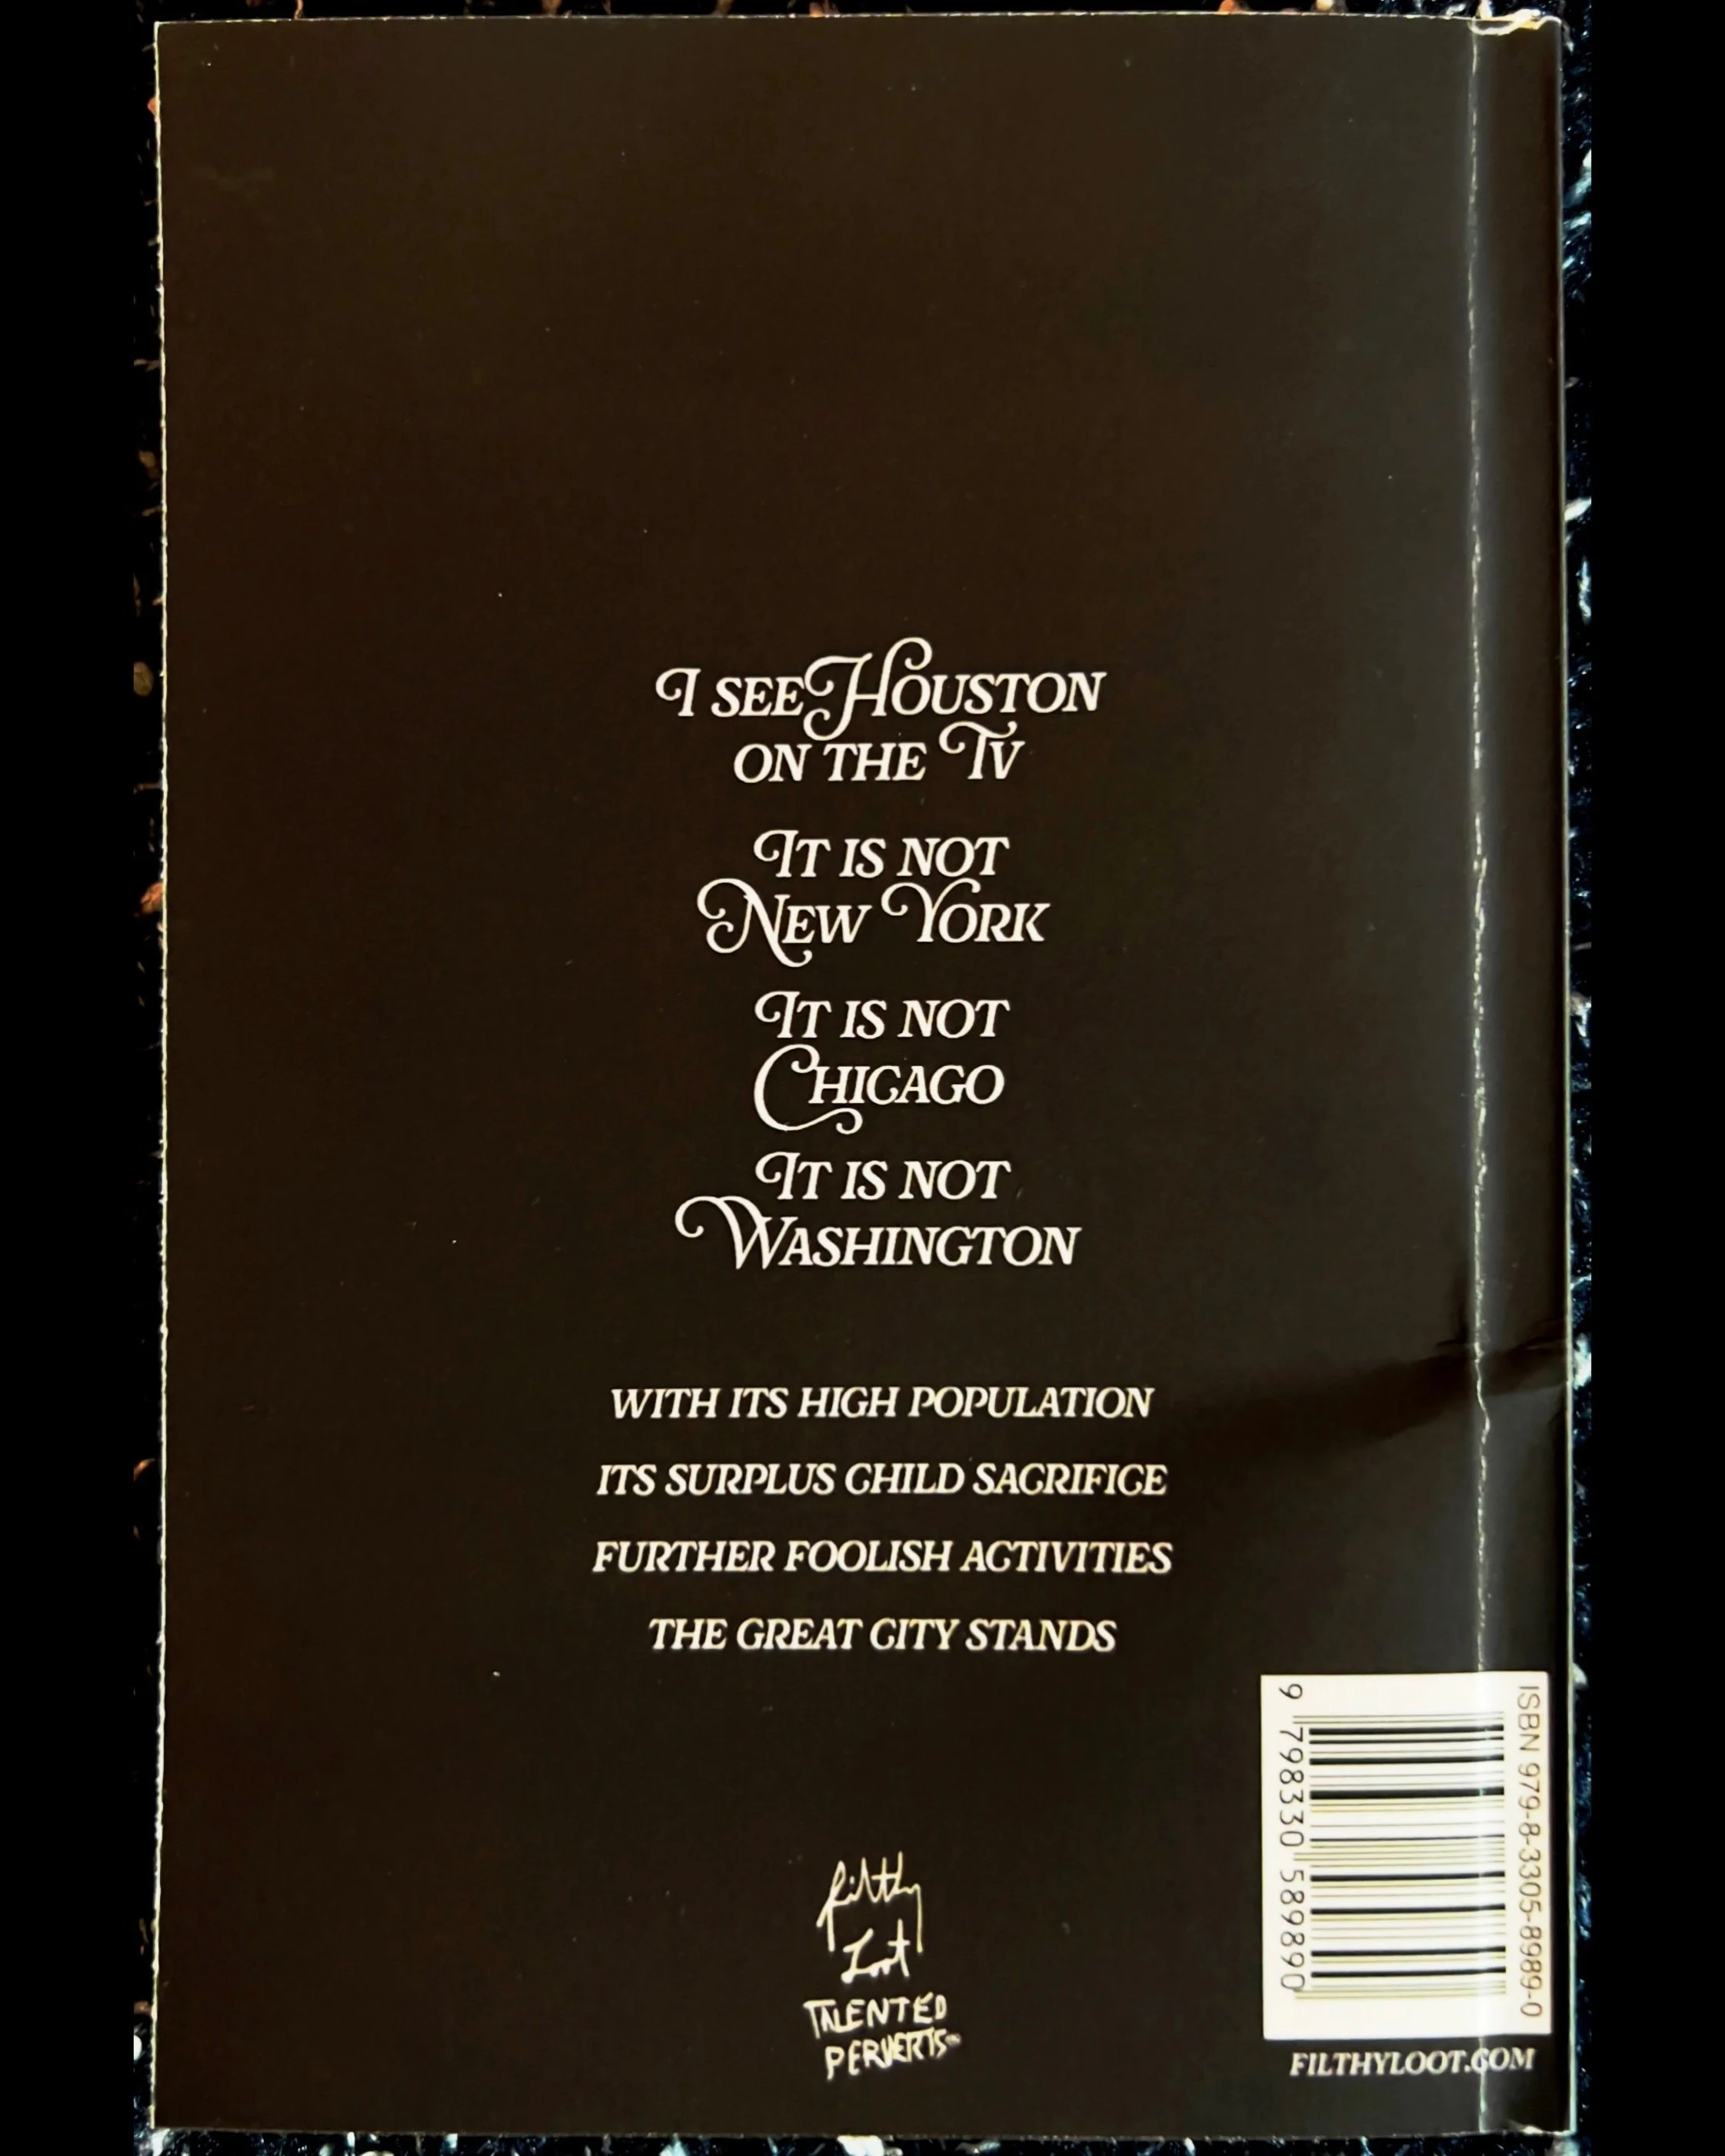 I SEE HOUSTON
ON THE TV
IT IS NOT
NEW YORK
IT IS NOT
CHICAGO
IT IS NOT
WASHINGTON
WITH ITS HIGH POPULATION
ITS SURPLUS CHILD SACRIFICE
FURTHER FOOLISH ACTIVITIES
THE GREAT CITY STANDS
filthy
Loot
TALENTED
PERVERTS™
ISBN 979-8-3305-8989-0
9 798330 589890
FILTHYLOOT.COM